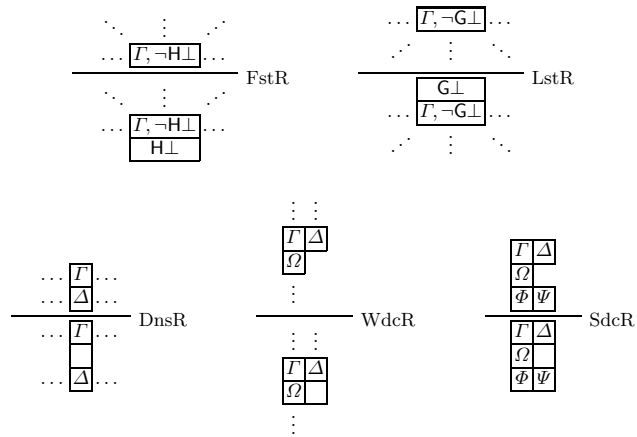 ⋱ ⋮ ⋰ ⋯ Γ, ¬G⊥ ⋯
⋯ Γ, ¬H⊥ ⋯ ⋰ ⋮ ⋱
FstR LstR
⋱ ⋮ ⋰ G⊥
⋯ Γ, ¬H⊥ ⋯ ⋯ Γ, ¬G⊥ ⋯
H⊥ ⋰ ⋮ ⋱
⋮ ⋮
Γ Δ Γ Δ
⋯ Γ ⋯ Ω Ω
⋯ Δ ⋯ ⋮ Φ Ψ
DnsR WdcR SdcR
⋯ Γ ⋯ ⋮ ⋮ Γ Δ
Γ Δ Ω
⋯ Δ ⋯ Ω Φ Ψ
⋮